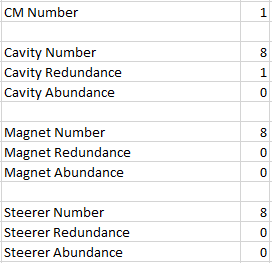 CM Number 1
Cavity Number 8
Cavity Redundance 1
Cavity Abundance 0
Magnet Number 8
Magnet Redundance 0
Magnet Abundance 0
Steerer Number 8
Steerer Redundance 0
Steerer Abundance 0